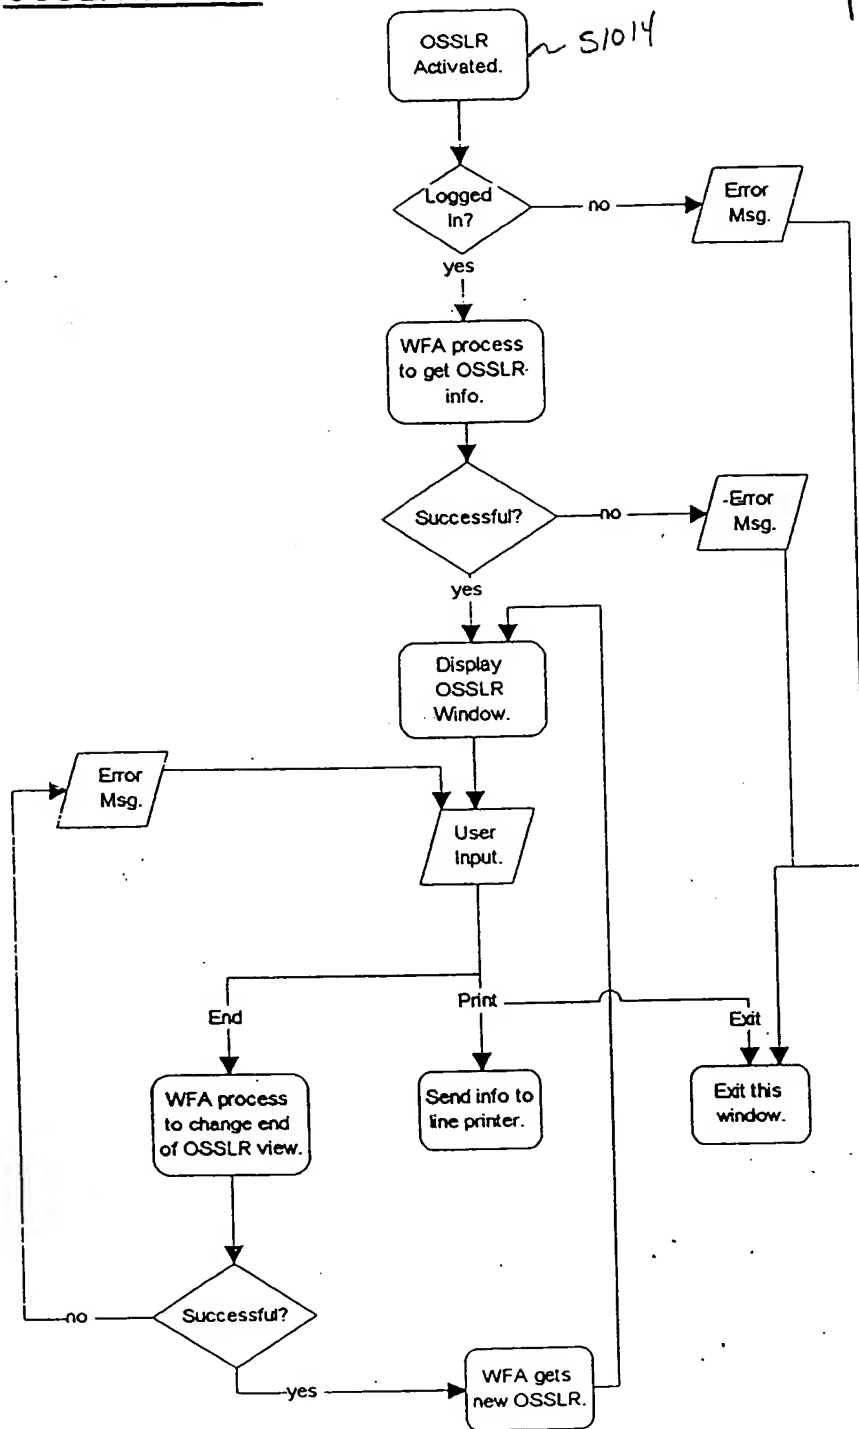 OSSLR
Activated.
S1014
Logged
In?
no
Error
Msg.
yes
WFA process
to get OSSLR
info.
Successful?
no
Error
Msg.
yes
Display
OSSLR
Window.
Error
Msg.
User
Input.
End
Print
Exit
WFA process
to change end
of OSSLR view.
Send info to
line printer.
Exit this
window.
Successful?
no
yes
WFA gets
new OSSLR.